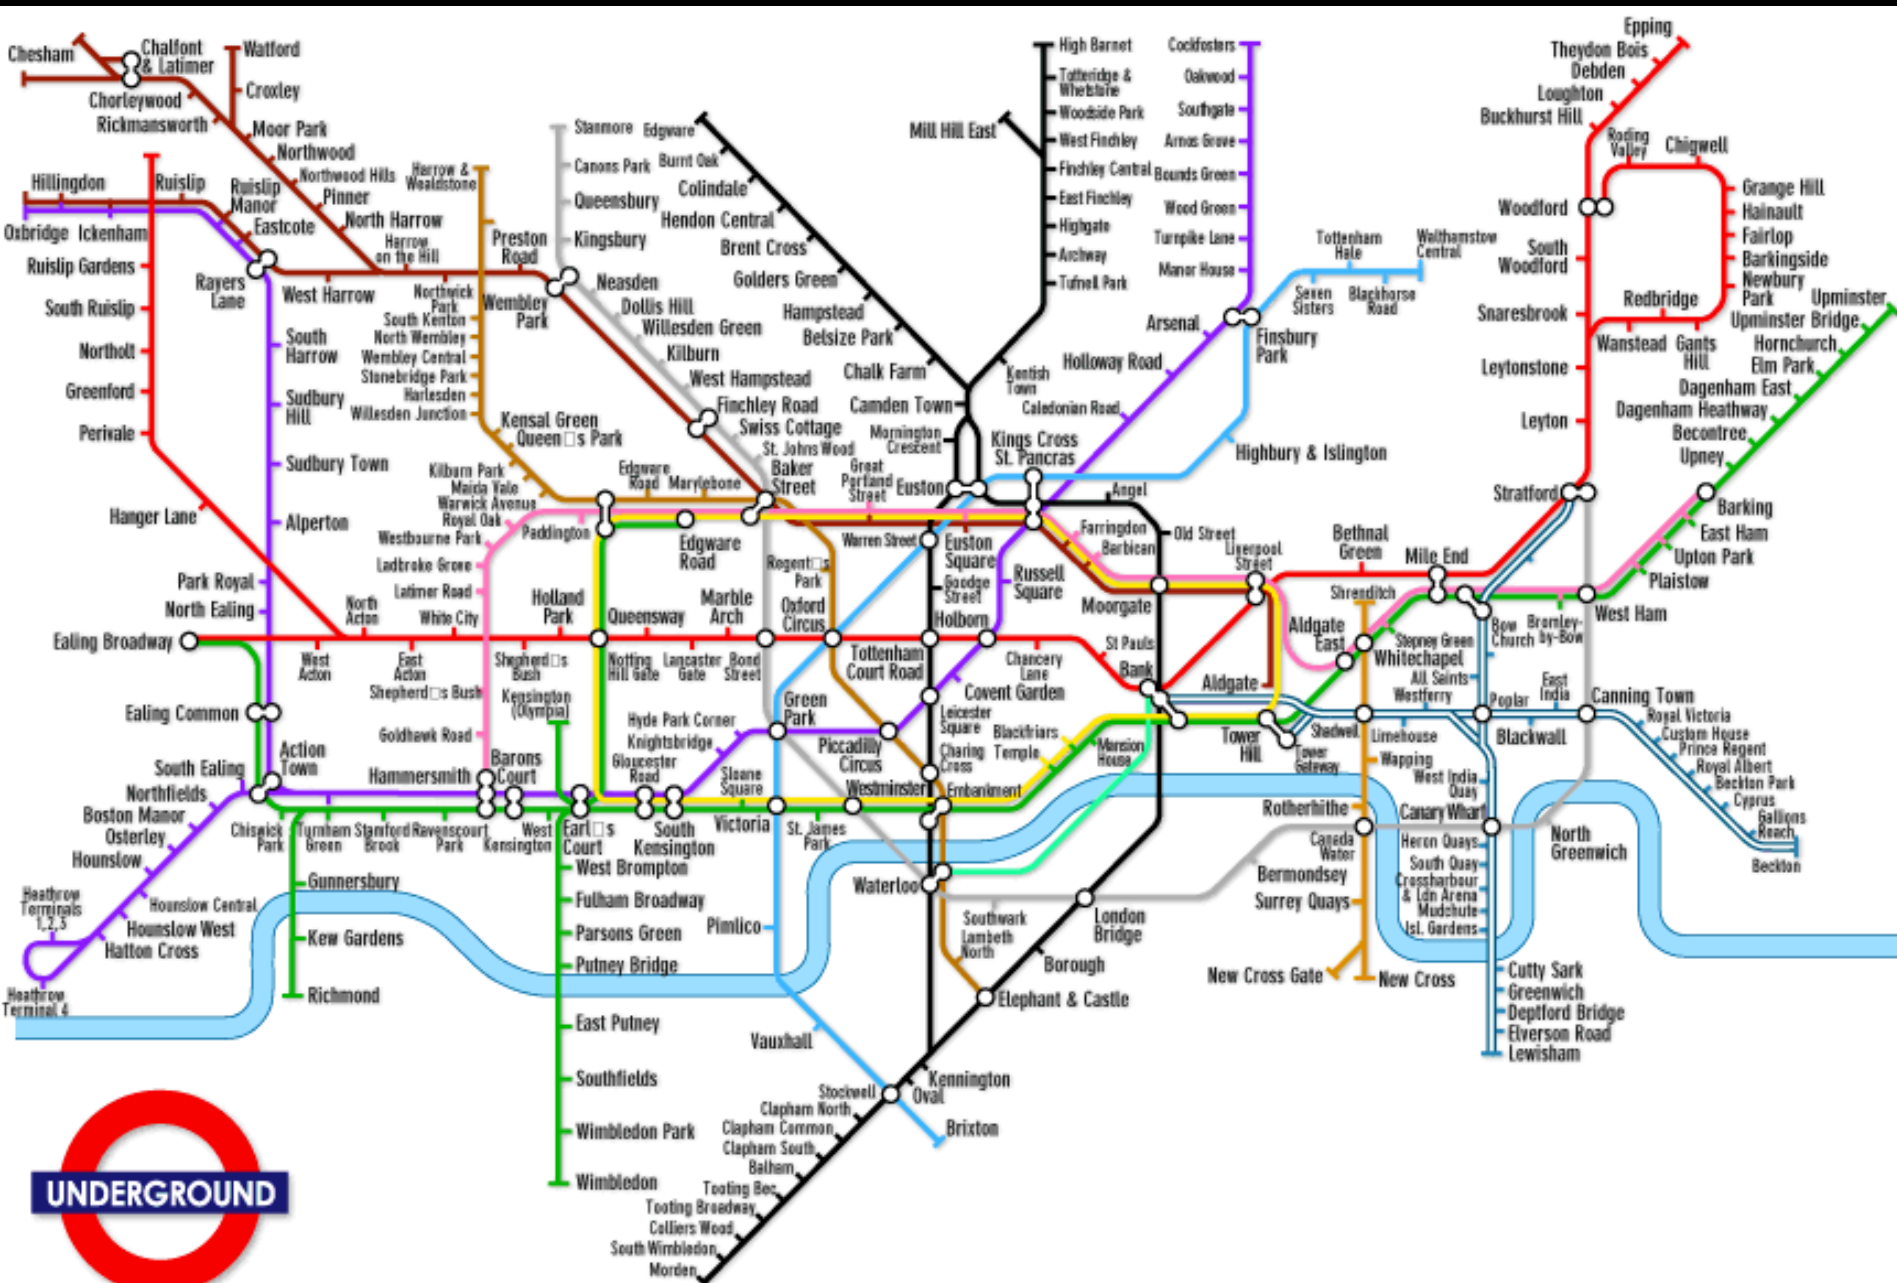 Chesham
Chalfont
& Latimer
Watford
Croxley
Chorleywood
Rickmansworth
Moor Park
Northwood
Northwood Hills
Pinner
North Harrow
Harrow
on the Hill
Hillingdon
Ruislip
Ruislip
Manor
Eastcote
Oxbridge
Ickenham
Ruislip Gardens
South Ruislip
Northolt
Greenford
Perivale
Hanger Lane
Rayers
Lane
West Harrow
South
Harrow
Sudbury
Hill
Sudbury Town
Alperton
Park Royal
North Ealing
Ealing Broadway
Ealing Common
Harrow &
Wealdstone
Preston
Road
Northwick
Park
Wembley
Park
South Kenton
North Wembley
Wembley Central
Stonebridge Park
Harlesden
Willesden Junction
Kensal Green
Queen□s Park
Kilburn Park
Maida Vale
Warwick Avenue
Royal Oak
Westbourne Park
Ladbroke Grove
Latimer Road
White City
Paddington
Stanmore
Canons Park
Queensbury
Kingsbury
Neasden
Dollis Hill
Willesden Green
Kilburn
West Hampstead
Finchley Road
Swiss Cottage
St. Johns Wood
Baker
Street
Edgware
Road
Marylebone
Great
Portland
Street
Edgware
Burnt Oak
Colindale
Hendon Central
Brent Cross
Golders Green
Hampstead
Belsize Park
Chalk Farm
Camden Town
Mornington
Crescent
Euston
Mill Hill East
High Barnet
Totteridge &
Whetstone
Woodside Park
West Finchley
Finchley Central
East Finchley
Highgate
Archway
Tufnell Park
Kentish
Town
Kings Cross
St. Pancras
Cockfosters
Oakwood
Southgate
Arnos Grove
Bounds Green
Wood Green
Turnpike Lane
Manor House
Arsenal
Holloway Road
Caledonian Road
Finsbury
Park
Tottenham
Hale
Walthamstow
Central
Seven
Sisters
Blackhorse
Road
Highbury & Islington
Epping
Theydon Bois
Debden
Loughton
Buckhurst Hill
Roding
Valley
Chigwell
Grange Hill
Hainault
Fairlop
Barkingside
Newbury
Park
Woodford
South
Woodford
Snaresbrook
Redbridge
Wanstead
Gants
Hill
Leytonstone
Leyton
Stratford
Upminster
Upminster Bridge
Hornchurch
Elm Park
Dagenham East
Dagenham Heathway
Becontree
Upney
Barking
East Ham
Upton Park
Plaistow
West Ham
Angel
Old Street
Farringdon
Barbican
Liverpool
Street
Moorgate
Bethnal
Green
Mile End
Shrenditch
Aldgate
East
Stepney Green
Whitechapel
Bow
Church
Bromley-
by-Bow
All Saints
Westferry
Poplar
East
India
Canning Town
Edgware
Road
Regent□s
Park
Warren Street
Euston
Square
Goodge
Street
Russell
Square
North
Acton
Holland
Park
Queensway
Marble
Arch
Oxford
Circus
Holborn
West
Acton
East
Acton
Shepherd□s
Bush
Notting
Hill Gate
Lancaster
Gate
Bond
Street
Tottenham
Court Road
Chancery
Lane
St Pauls
Bank
Aldgate
Shepherd□s Bush
Kensington
(Olympia)
Goldhawk Road
Hyde Park Corner
Knightsbridge
Green
Park
Piccadilly
Circus
Covent Garden
Leicester
Square
Charing
Cross
Blackfriars
Temple
Mansion
House
Tower
Hill
Tower
Gateway
Shadwell
Limehouse
Blackwall
Royal Victoria
Custom House
Prince Regent
Royal Albert
Beckton Park
Cyprus
Gallions
Reach
Beckton
Action
Town
South Ealing
Northfields
Boston Manor
Osterley
Hounslow
Hounslow Central
Hounslow West
Hatton Cross
Heathrow
Terminals
1,2,3
Heathrow
Terminal 4
Hammersmith
Barons
Court
Gloucester
Road
Sloane
Square
Westminster
Embankment
Chiswick
Park
Turnham
Green
Stamford
Brook
Ravenscourt
Park
West
Kensington
Earl□s
Court
South
Kensington
Victoria
St. James
Park
Gunnersbury
Kew Gardens
Richmond
West Brompton
Fulham Broadway
Parsons Green
Putney Bridge
East Putney
Southfields
Wimbledon Park
Wimbledon
Pimlico
Vauxhall
Stockwell
Brixton
Waterloo
Southwark
Lambeth
North
London
Bridge
Borough
Elephant & Castle
Kennington
Oval
Clapham North
Clapham Common
Clapham South
Balham
Tooting Bec
Tooting Broadway
Colliers Wood
South Wimbledon
Morden
Wapping
Rotherhithe
Canada
Water
Bermondsey
Surrey Quays
New Cross Gate
New Cross
West India
Quay
Canary Wharf
Heron Quays
South Quay
Crossharbour
& Ldn Arena
Mudchute
Isl. Gardens
North
Greenwich
Cutty Sark
Greenwich
Deptford Bridge
Elverson Road
Lewisham
UNDERGROUND